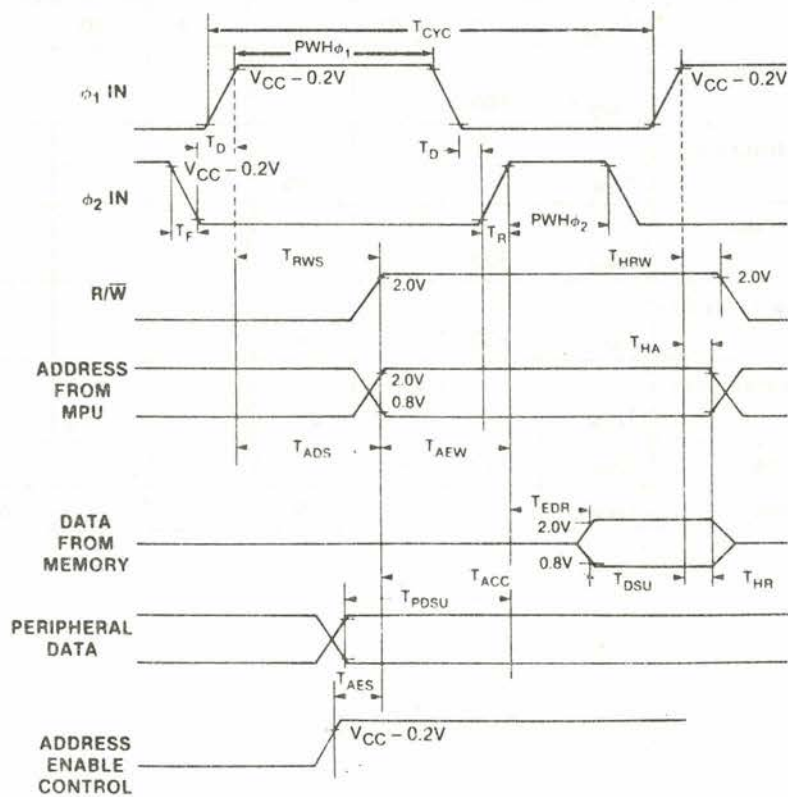 T_CYC
PWHϕ₁
ϕ₁ IN
V_CC – 0.2V
V_CC – 0.2V
T_D
T_D
V_CC – 0.2V
ϕ₂ IN
T_F
T_R
PWHϕ₂
T_RWS
T_HRW
R/W̅
2.0V
2.0V
T_HA
ADDRESS
FROM
MPU
2.0V
0.8V
T_ADS
T_AEW
T_EDR
DATA
FROM
MEMORY
2.0V
0.8V
T_ACC
T_DSU
T_HR
T_PDSU
PERIPHERAL
DATA
T_AES
V_CC – 0.2V
ADDRESS
ENABLE
CONTROL